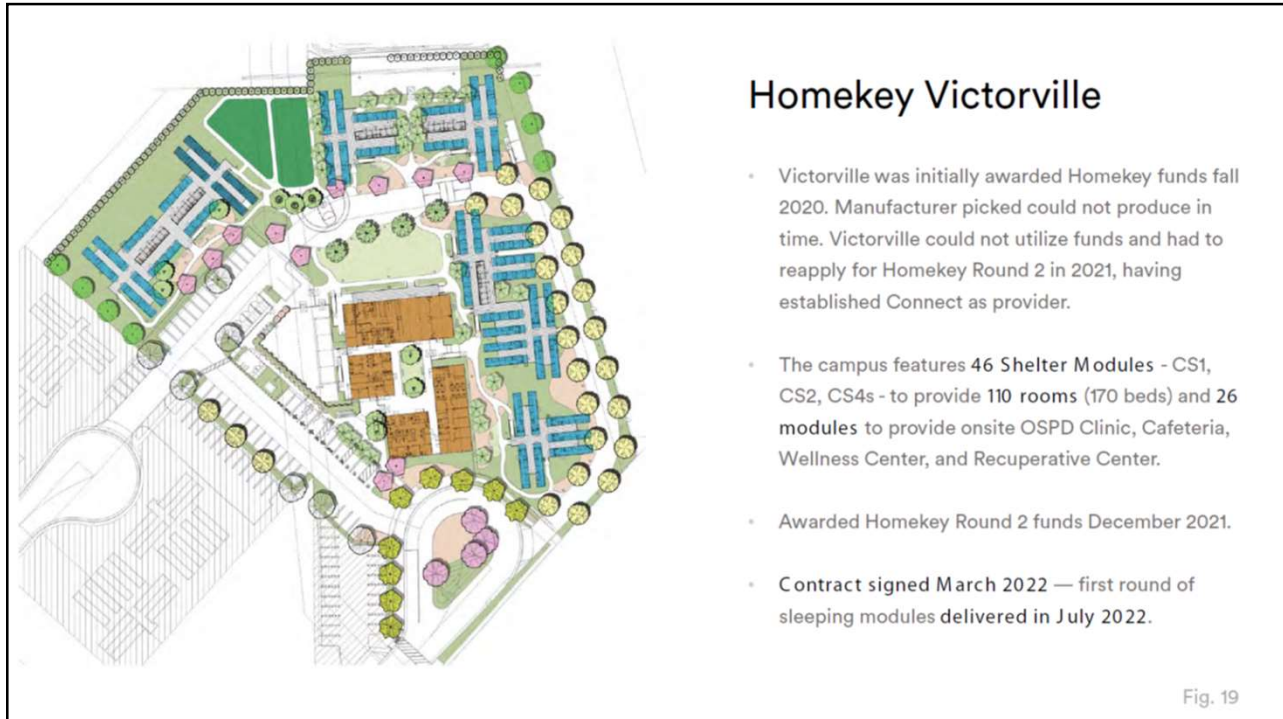 Homekey Victorville
• Victorville was initially awarded Homekey funds fall
2020. Manufacturer picked could not produce in
time. Victorville could not utilize funds and had to
reapply for Homekey Round 2 in 2021, having
established Connect as provider.
• The campus features 46 Shelter Modules - CS1,
CS2, CS4s - to provide 110 rooms (170 beds) and 26
modules to provide onsite OSPD Clinic, Cafeteria,
Wellness Center, and Recuperative Center.
• Awarded Homekey Round 2 funds December 2021.
• Contract signed March 2022 — first round of
sleeping modules delivered in July 2022.
Fig. 19